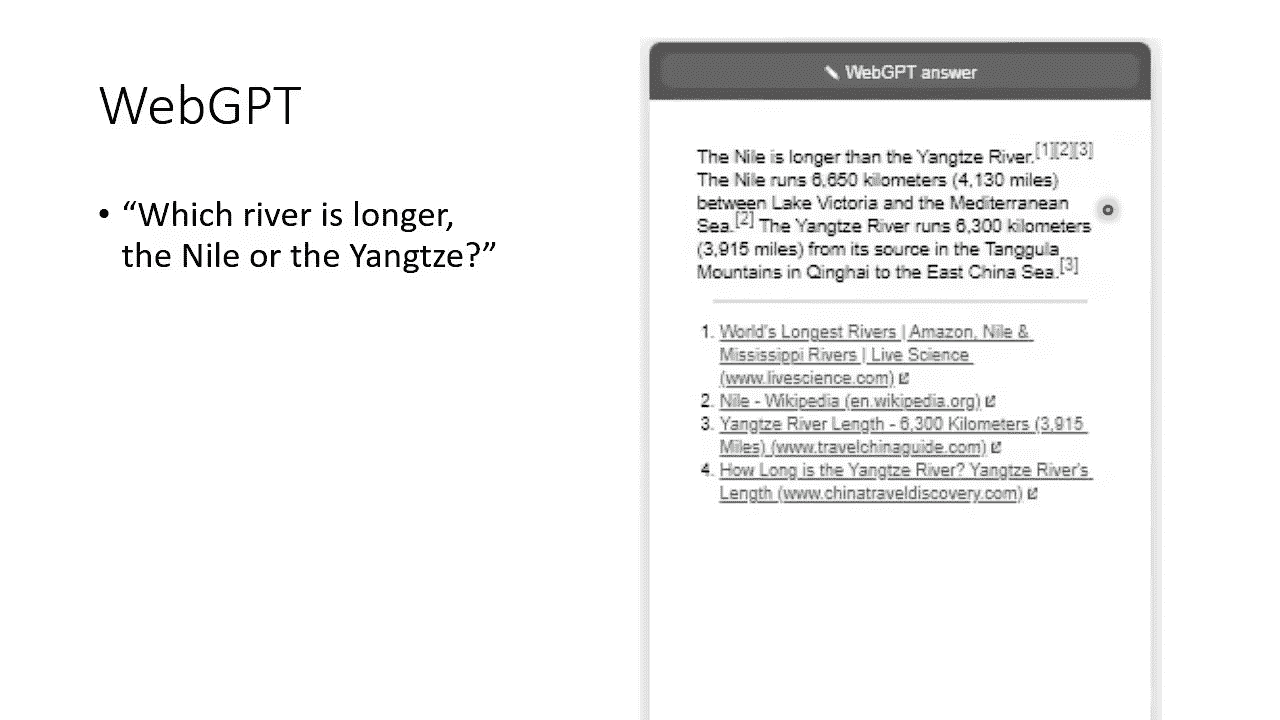 WebGPT
• “Which river is longer,
the Nile or the Yangtze?”
WebGPT answer
The Nile is longer than the Yangtze River.[1][2][3]
The Nile runs 6,650 kilometers (4,130 miles)
between Lake Victoria and the Mediterranean
Sea.[2] The Yangtze River runs 6,300 kilometers
(3,915 miles) from its source in the Tanggula
Mountains in Qinghai to the East China Sea.[3]
1. World's Longest Rivers | Amazon, Nile &
Mississippi Rivers | Live Science
(www.livescience.com)
2. Nile - Wikipedia (en.wikipedia.org)
3. Yangtze River Length - 6,300 Kilometers (3,915
Miles) (www.travelchinaguide.com)
4. How Long is the Yangtze River? Yangtze River's
Length (www.chinatraveldiscovery.com)